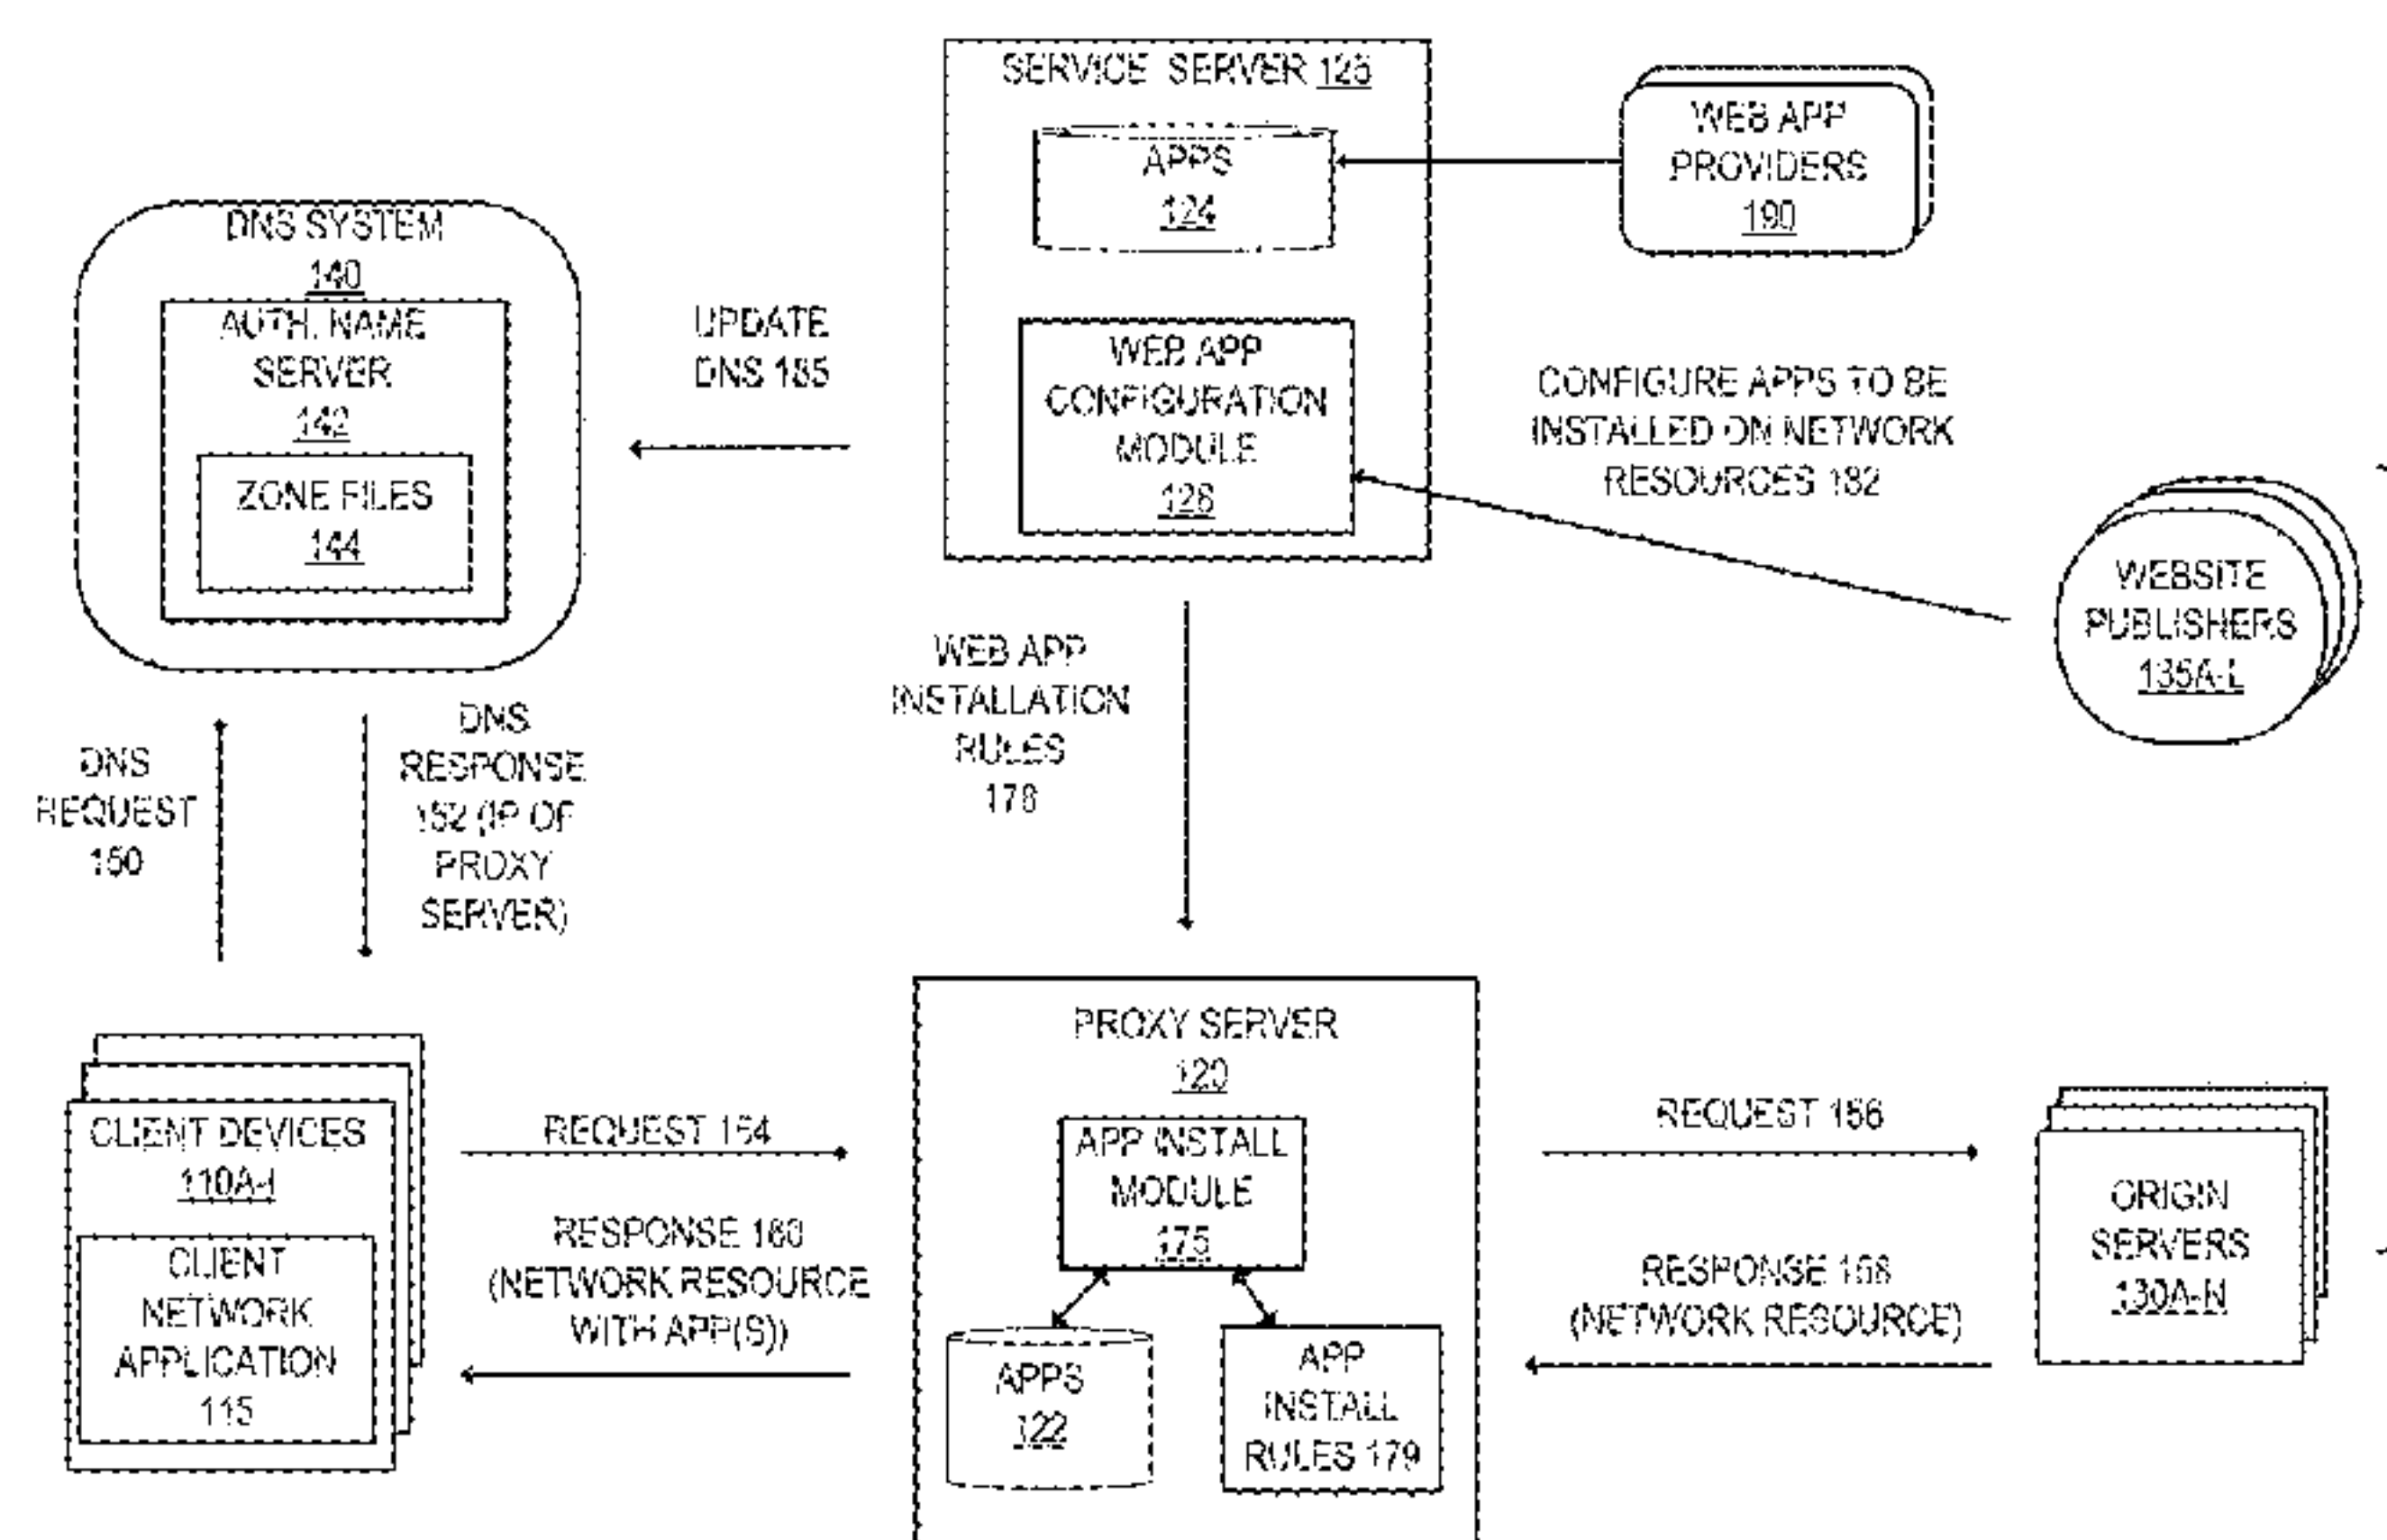 SERVICE SERVER 125
APPS
124
WEB APP
PROVIDERS
190
DNS SYSTEM
140
AUTH. NAME
SERVER
142
ZONE FILES
144
UPDATE
DNS 185
WEB APP
CONFIGURATION
MODULE
126
CONFIGURE APPS TO BE
INSTALLED ON NETWORK
RESOURCES 182
WEBSITE
PUBLISHERS
135A-L
WEB APP
INSTALLATION
RULES
178
DNS
REQUEST
150
DNS
RESPONSE
152 (IP OF
PROXY
SERVER)
PROXY SERVER
120
APP INSTALL
MODULE
175
APPS
122
APP
INSTALL
RULES 179
CLIENT DEVICES
110A-I
CLIENT
NETWORK
APPLICATION
115
REQUEST 154
RESPONSE 160
(NETWORK RESOURCE
WITH APP(S))
REQUEST 156
RESPONSE 158
(NETWORK RESOURCE)
ORIGIN
SERVERS
130A-N